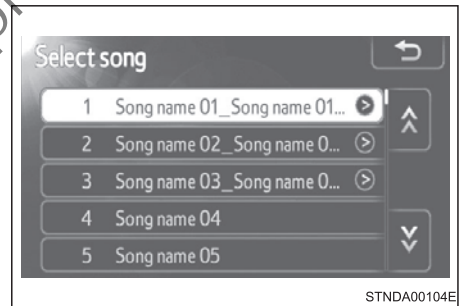 Select song
1 Song name 01_Song name 01...
2 Song name 02_Song name 0...
3 Song name 03_Song name 0...
4 Song name 04
5 Song name 05
STNDA00104E